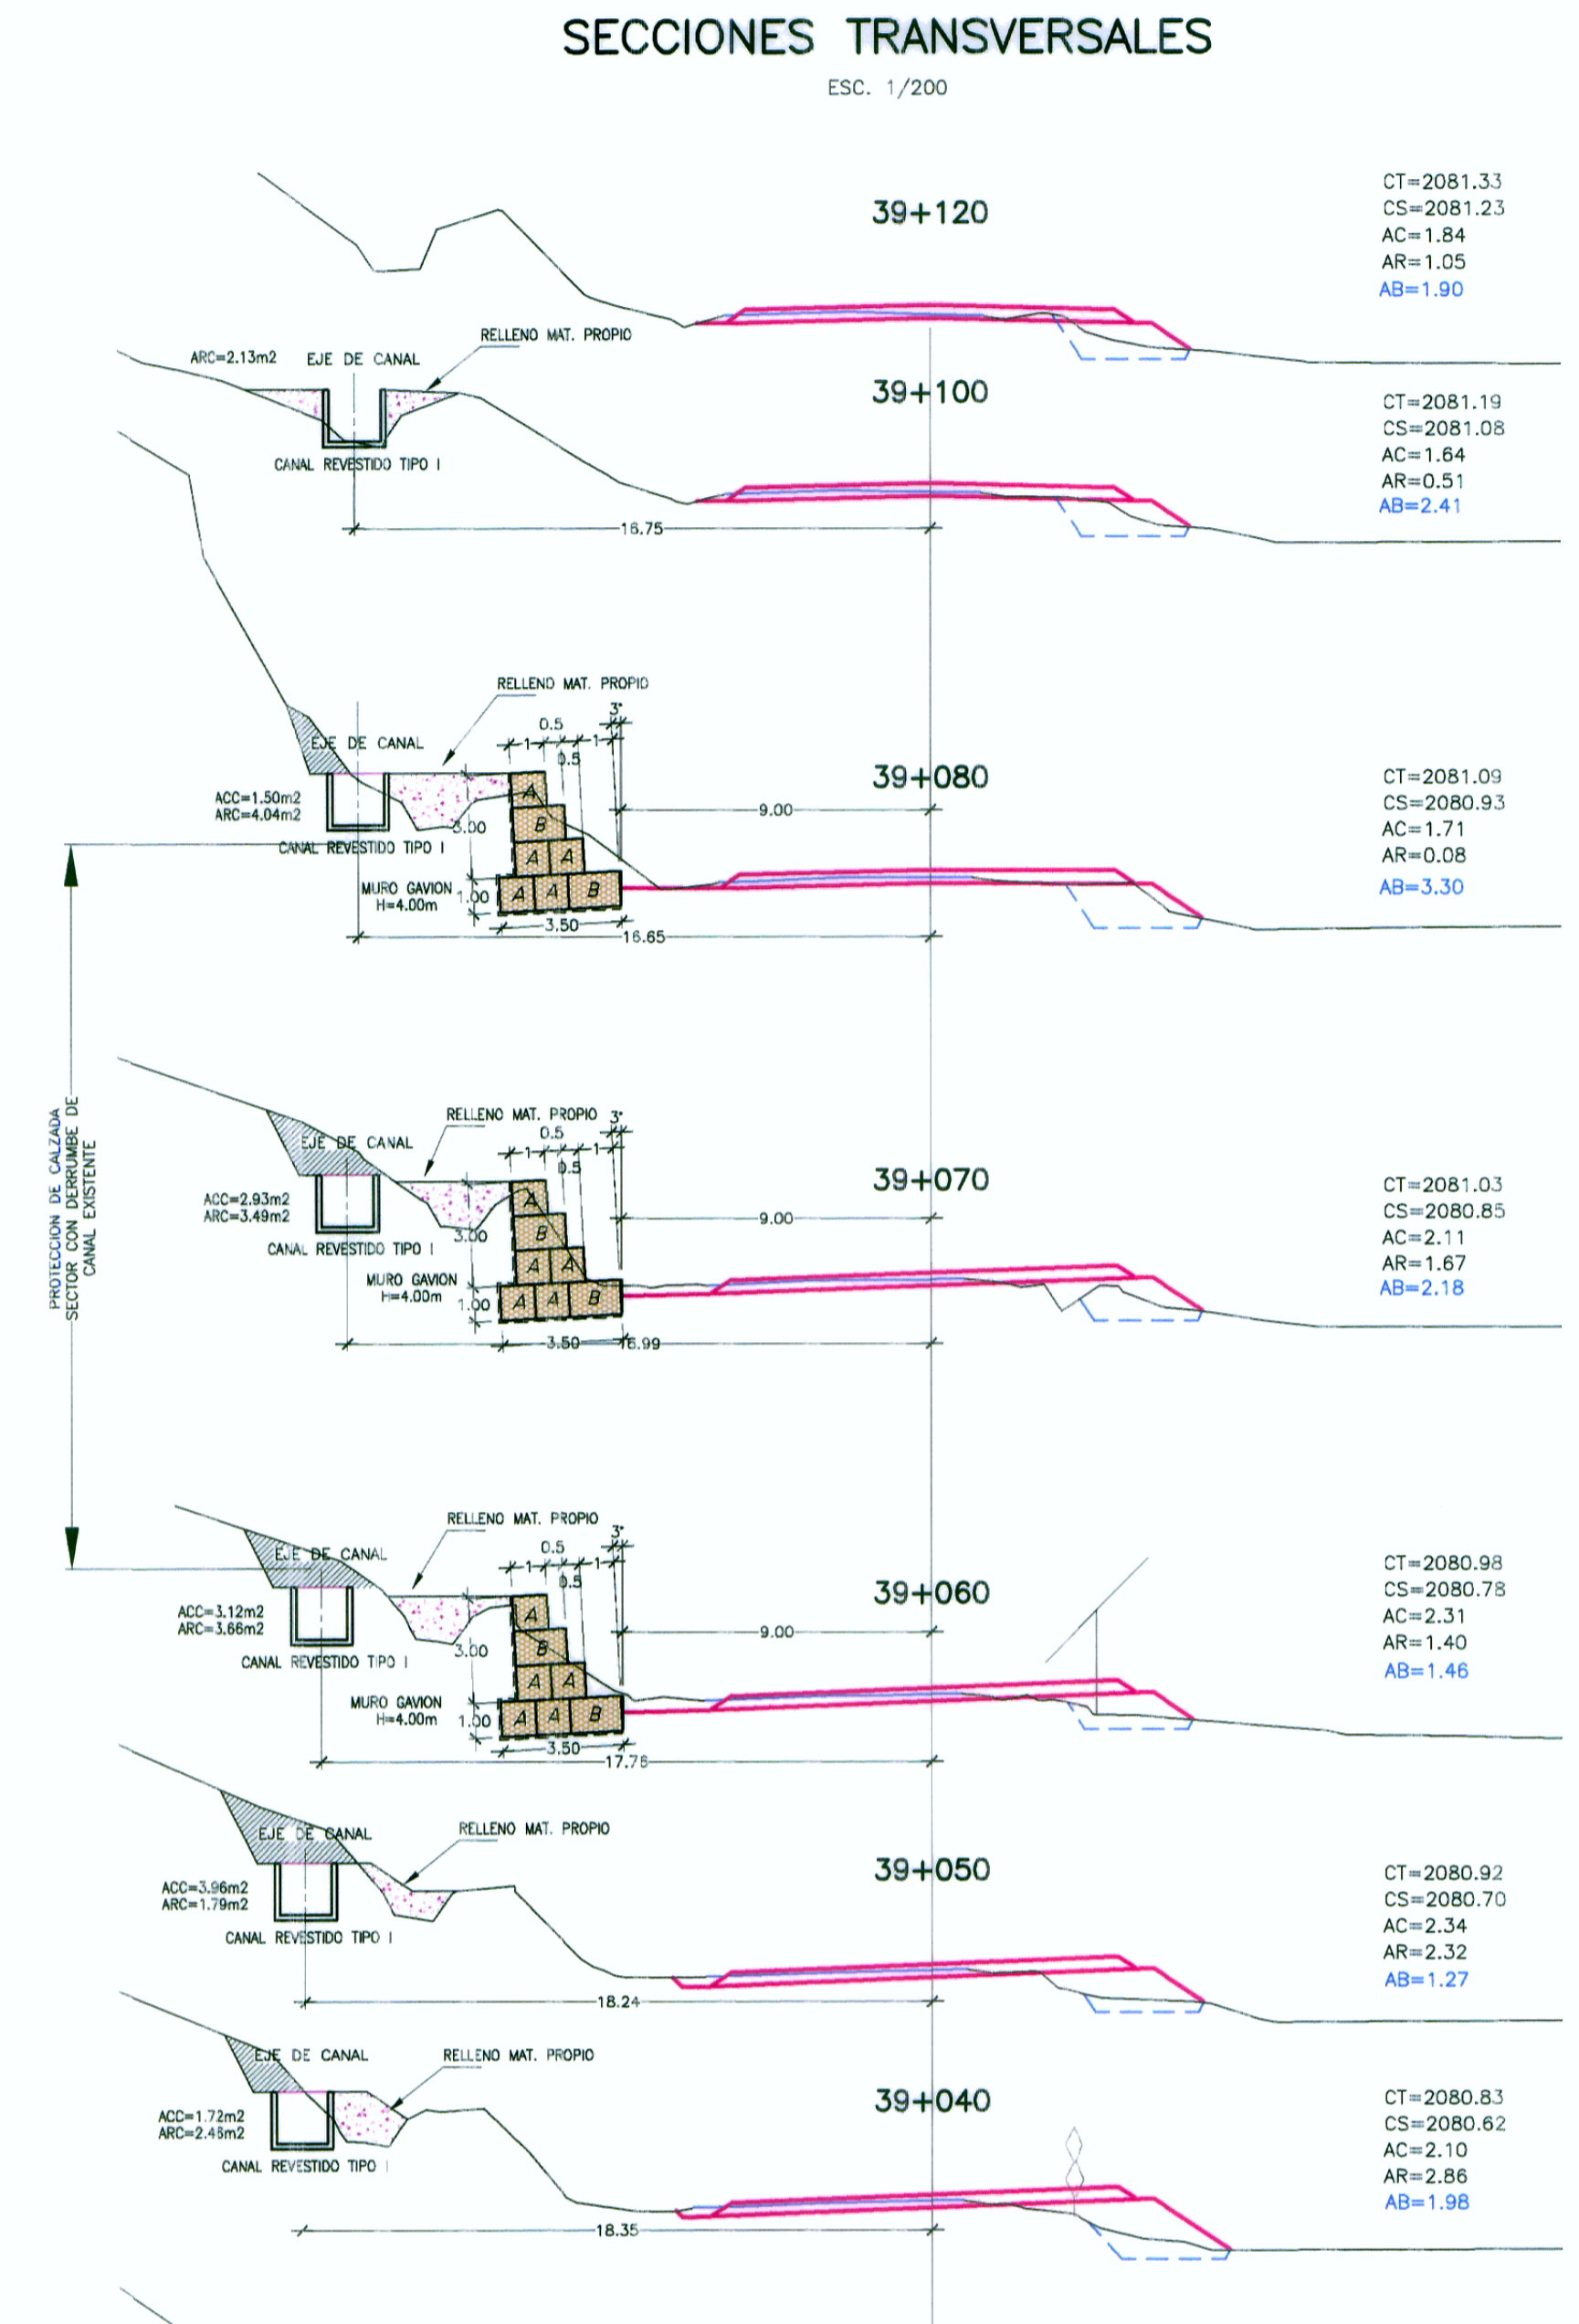 SECCIONES TRANSVERSALES
ESC. 1/200
39+120
CT=2081.33
CS=2081.23
AC=1.84
AR=1.05
AB=1.90
RELLENO MAT. PROPIO
ARC=2.13m2
EJE DE CANAL
CANAL REVESTIDO TIPO I
16.75
39+100
CT=2081.19
CS=2081.08
AC=1.64
AR=0.51
AB=2.41
RELLENO MAT. PROPIO
EJE DE CANAL
ACC=1.50m2
ARC=4.04m2
CANAL REVESTIDO TIPO I
MURO GAVION
H=4.00m
0.5
3°
1
0.5
1
3.00
1.00
A
B
A A
A A B
3.50
16.65
9.00
39+080
CT=2081.09
CS=2080.93
AC=1.71
AR=0.08
AB=3.30
PROTECCION DE CALZADA
SECTOR CON DERRUMBE DE
CANAL EXISTENTE
RELLENO MAT. PROPIO
EJE DE CANAL
ACC=2.93m2
ARC=3.49m2
CANAL REVESTIDO TIPO I
MURO GAVION
H=4.00m
0.5
3°
1
0.5
1
3.00
1.00
A
B
A A
A A B
3.50
16.99
9.00
39+070
CT=2081.03
CS=2080.85
AC=2.11
AR=1.67
AB=2.18
RELLENO MAT. PROPIO
EJE DE CANAL
ACC=3.12m2
ARC=3.66m2
CANAL REVESTIDO TIPO I
MURO GAVION
H=4.00m
0.5
3°
1
0.5
1
3.00
1.00
A
B
A A
A A B
3.50
17.76
9.00
39+060
CT=2080.98
CS=2080.78
AC=2.31
AR=1.40
AB=1.46
RELLENO MAT. PROPIO
EJE DE CANAL
ACC=3.96m2
ARC=1.79m2
CANAL REVESTIDO TIPO I
18.24
39+050
CT=2080.92
CS=2080.70
AC=2.34
AR=2.32
AB=1.27
RELLENO MAT. PROPIO
EJE DE CANAL
ACC=1.72m2
ARC=2.46m2
CANAL REVESTIDO TIPO I
18.35
39+040
CT=2080.83
CS=2080.62
AC=2.10
AR=2.86
AB=1.98